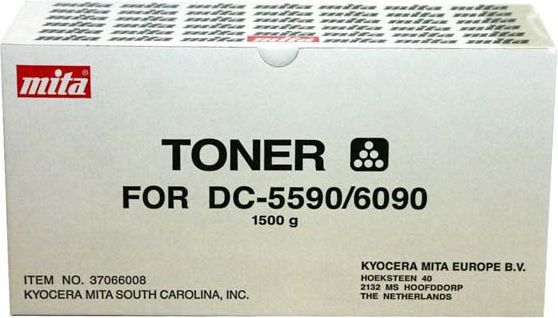 mita
TONER
FOR DC-5590/6090
1500 g
ITEM NO. 37066008
KYOCERA MITA SOUTH CAROLINA, INC.
KYOCERA MITA EUROPE B.V.
HOEKSTEEN 40
2132 MS HOOFDDORP
THE NETHERLANDS